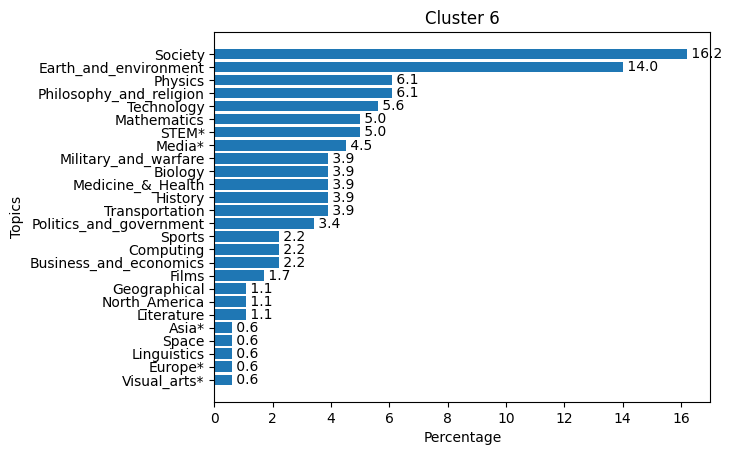 Cluster 6
Topics
Society 16.2
Earth_and_environment 14.0
Physics 6.1
Philosophy_and_religion 6.1
Technology 5.6
Mathematics 5.0
STEM* 5.0
Media* 4.5
Military_and_warfare 3.9
Biology 3.9
Medicine_&_Health 3.9
History 3.9
Transportation 3.9
Politics_and_government 3.4
Sports 2.2
Computing 2.2
Business_and_economics 2.2
Films 1.7
Geographical 1.1
North_America 1.1
Literature 1.1
Asia* 0.6
Space 0.6
Linguistics 0.6
Europe* 0.6
Visual_arts* 0.6
0 2 4 6 8 10 12 14 16
Percentage